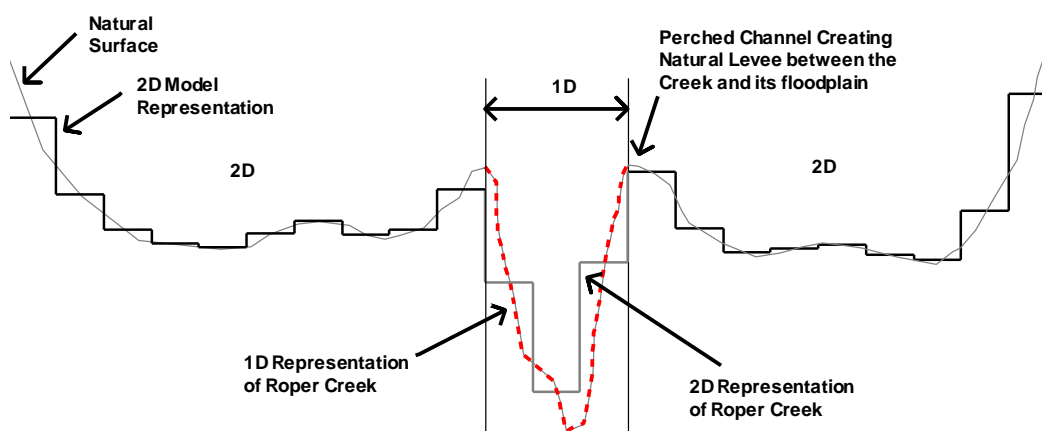 Natural
Surface
2D Model
Representation
2D
1D
Perched Channel Creating
Natural Levee between the
Creek and its floodplain
2D
1D Representation
of Roper Creek
2D Representation
of Roper Creek